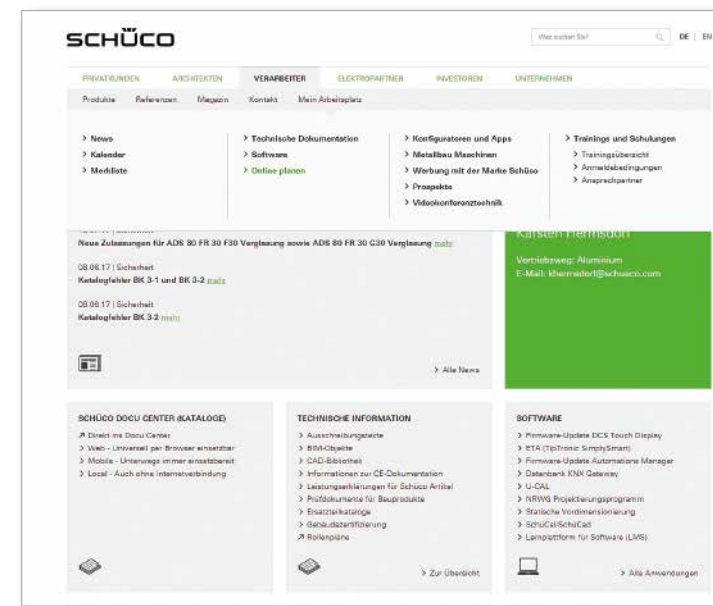 SCHÜCO
Was suchen Sie?
DE | EN
PRIVATKUNDEN ARCHITEKTEN VERARBEITER ELEKTROPARTNER INVESTOREN UNTERNEHMEN
Produkte Referenzen Magazin Kontakt Mein Arbeitsplatz
> News
> Kalender
> Merkliste
> Technische Dokumentation
> Software
> Online planen
> Konfiguratoren und Apps
> Metallbau Maschinen
> Werbung mit der Marke Schüco
> Prospekte
> Videokonferenztechnik
> Trainings und Schulungen
> Trainingsübersicht
> Anmeldebedingungen
> Ansprechpartner
Neue Zulassungen für ADS 80 FR 30 F30 Verglasung sowie ADS 80 FR 30 G30 Verglasung mehr
08.06.17 | Sicherheit
Katalogfehler BK 3-1 und BK 3-2 mehr
08.06.17 | Sicherheit
Katalogfehler BK 3-2 mehr
> Alle News
Karsten Hermsdorf
Vertriebsweg: Aluminium
E-Mail: khermsdorf@schueco.com
SCHÜCO DOCU CENTER (KATALOGE)
↗ Direkt ins Docu Center
> Web - Universell per Browser einsetzbar
> Mobile - Unterwegs immer einsatzbereit
> Local - Auch ohne Internetverbindung
TECHNISCHE INFORMATION
> Ausschreibungstexte
> BIM-Objekte
> CAD-Bibliothek
> Informationen zur CE-Dokumentation
> Leistungserklärungen für Schüco Artikel
> Prüfdokumente für Bauprodukte
> Ersatzteilkataloge
> Gebäudezertifizierung
↗ Rollenpläne
> Zur Übersicht
SOFTWARE
> Firmware-Update DCS Touch Display
> ETA (TipTronic SimplySmart)
> Firmware-Update Automations Manager
> Datenbank KNX Gateway
> U-CAL
> NRWG Projektierungsprogramm
> Statische Vordimensionierung
> SchüCal/SchüCad
> Lernplattform für Software (LMS)
> Alle Anwendungen